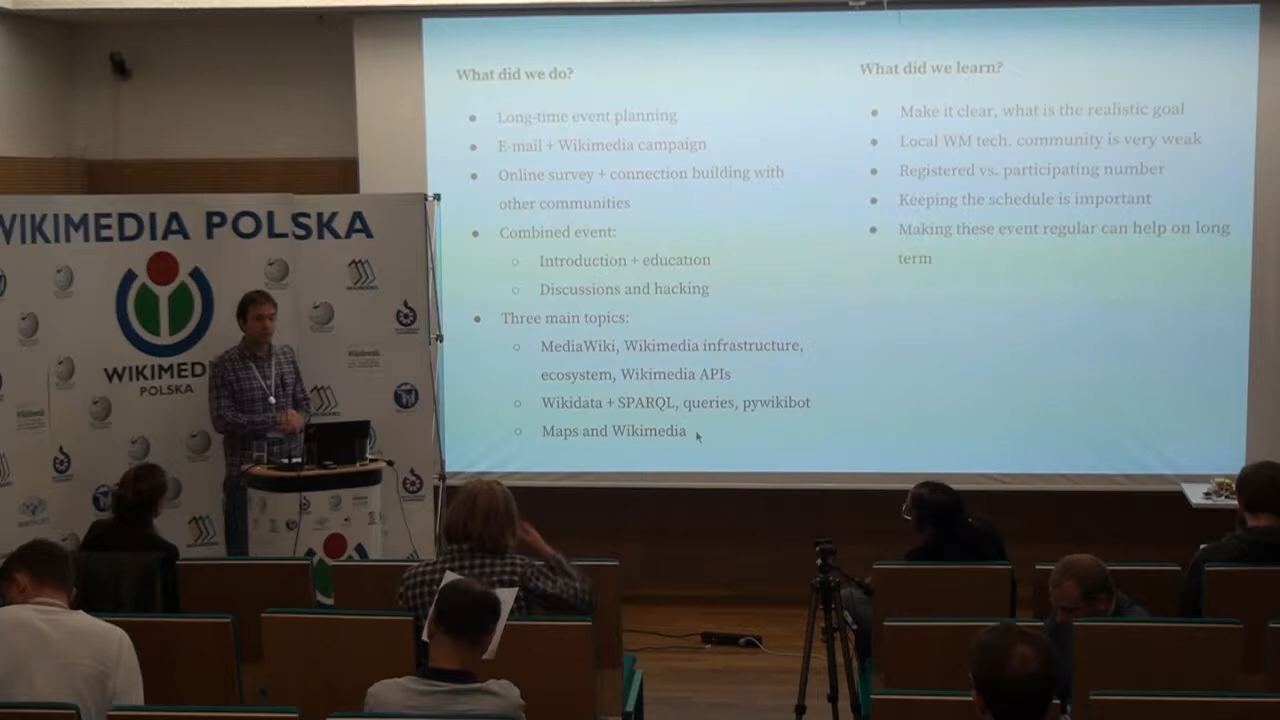 What did we do?
Long-time event planning
E-mail + Wikimedia campaign
Online survey + connection building with
other communities
Combined event:
Introduction + education
Discussions and hacking
Three main topics:
MediaWiki, Wikimedia infrastructure,
ecosystem, Wikimedia APIs
Wikidata + SPARQL, queries, pywikibot
Maps and Wikimedia
What did we learn?
Make it clear, what is the realistic goal
Local WM tech. community is very weak
Registered vs. participating number
Keeping the schedule is important
Making these event regular can help on long
term
WIKIMEDIA POLSKA
WIKIMED
POLSKA